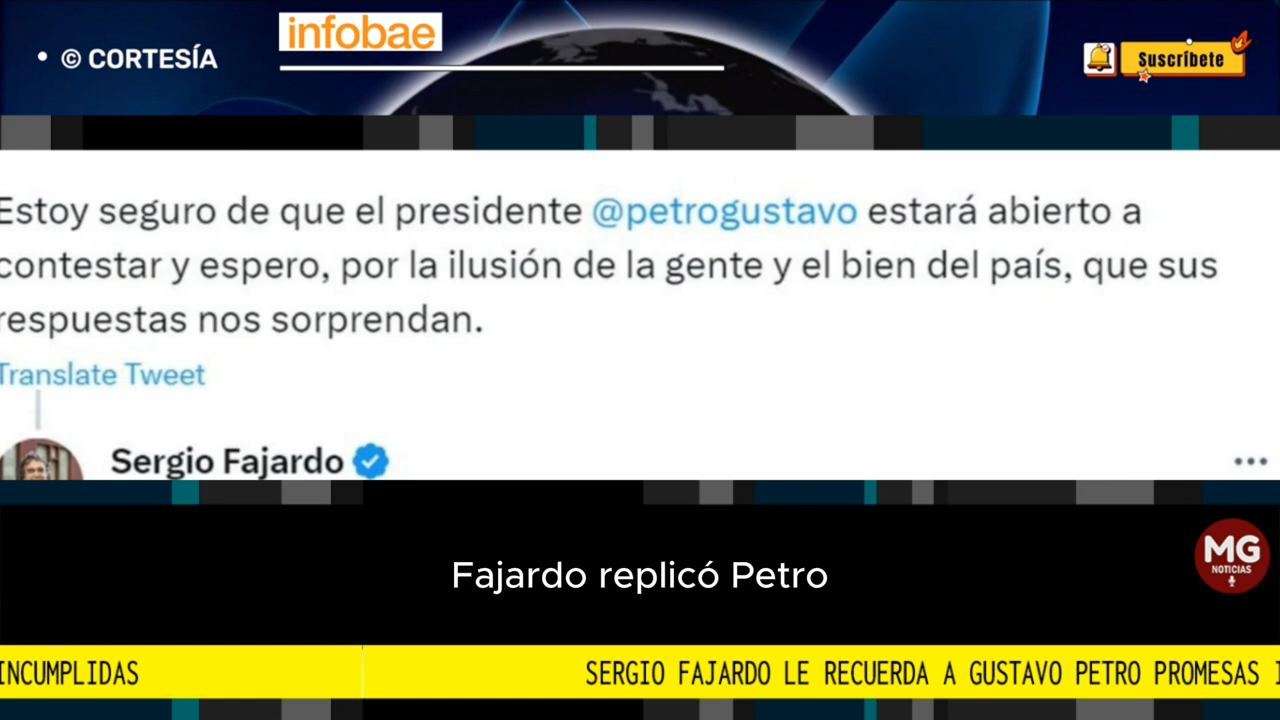 • © CORTESÍA
infobae
Suscríbete
Estoy seguro de que el presidente @petrogustavo estará abierto a
contestar y espero, por la ilusión de la gente y el bien del país, que sus
respuestas nos sorprendan.
Translate Tweet
Sergio Fajardo
Fajardo replicó Petro
MG
NOTICIAS
INCUMPLIDAS SERGIO FAJARDO LE RECUERDA A GUSTAVO PETRO PROMESAS